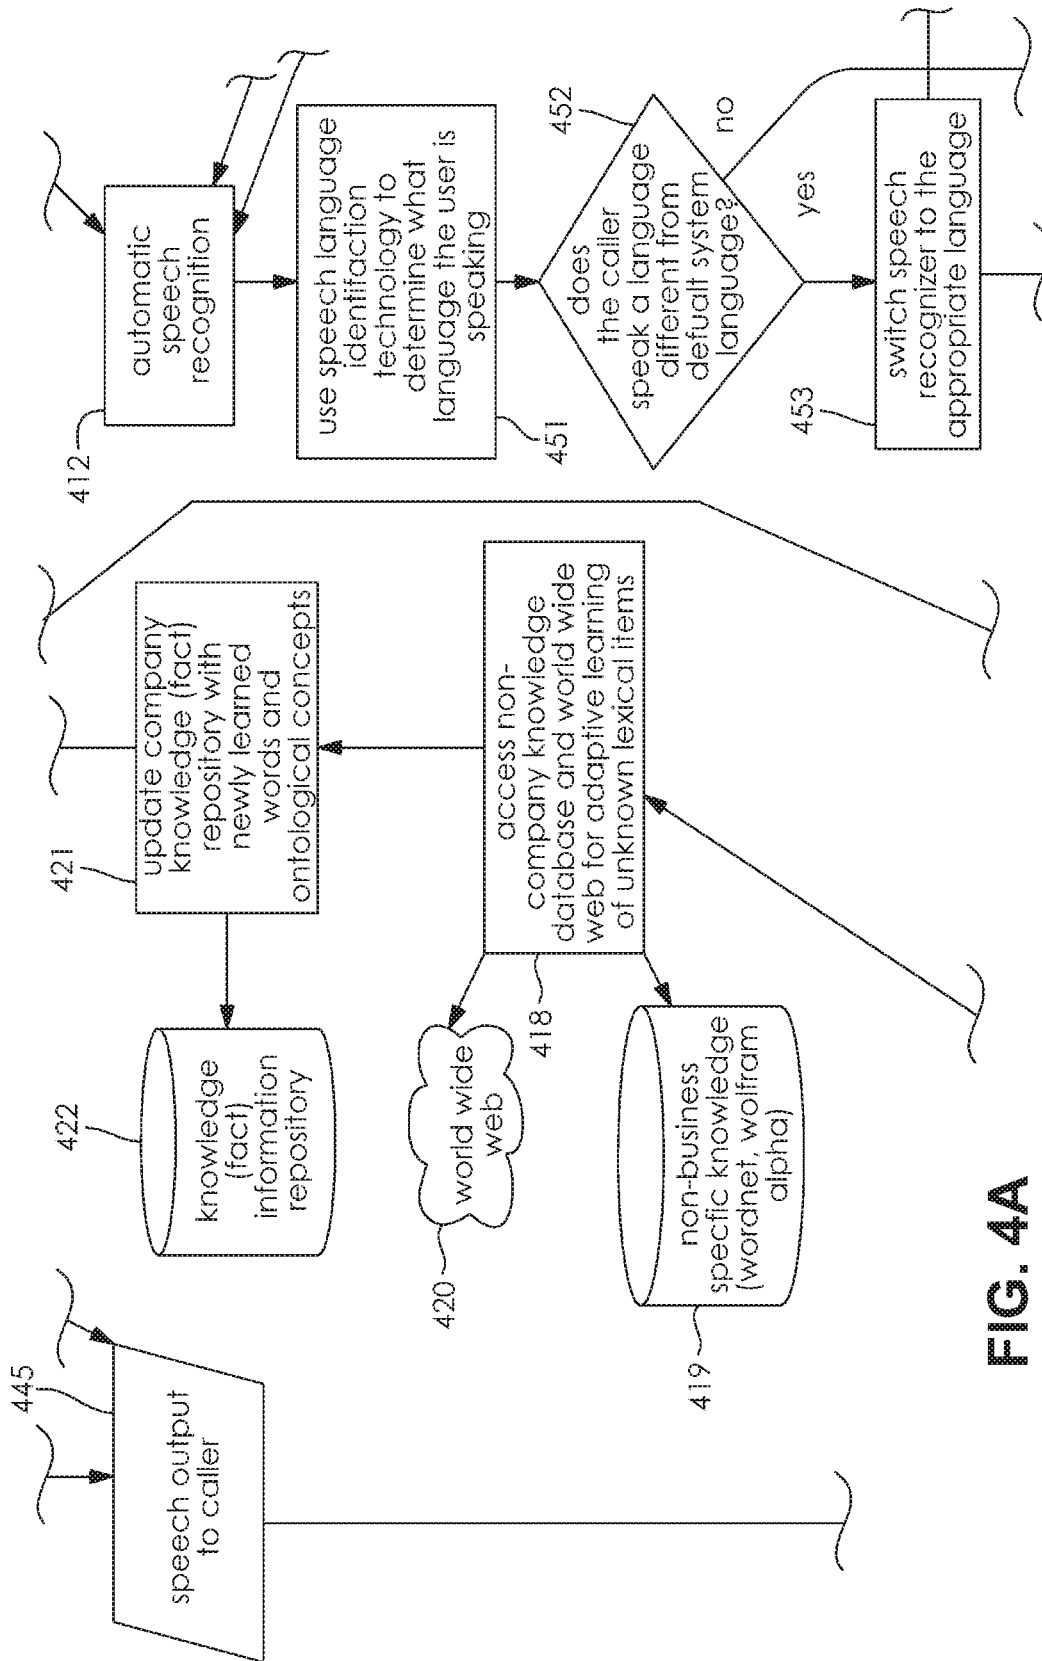 445
speech output
to caller
422
knowledge
(fact)
information
repository
421
update company
knowledge (fact)
repository with
newly learned
words and
ontological concepts
420
world wide
web
418
access non-
company knowledge
database and world wide
web for adaptive learning
of unknown lexical items
419
non-business
specfic knowledge
(wordnet, wolfram
alpha)
412
automatic
speech
recognition
451
use speech language
identifaction
technology to
determine what
language the user is
speaking
452
does
the caller
speak a language
different from
defualt system
language?
no
yes
453
switch speech
recognizer to the
appropriate language
FIG. 4A